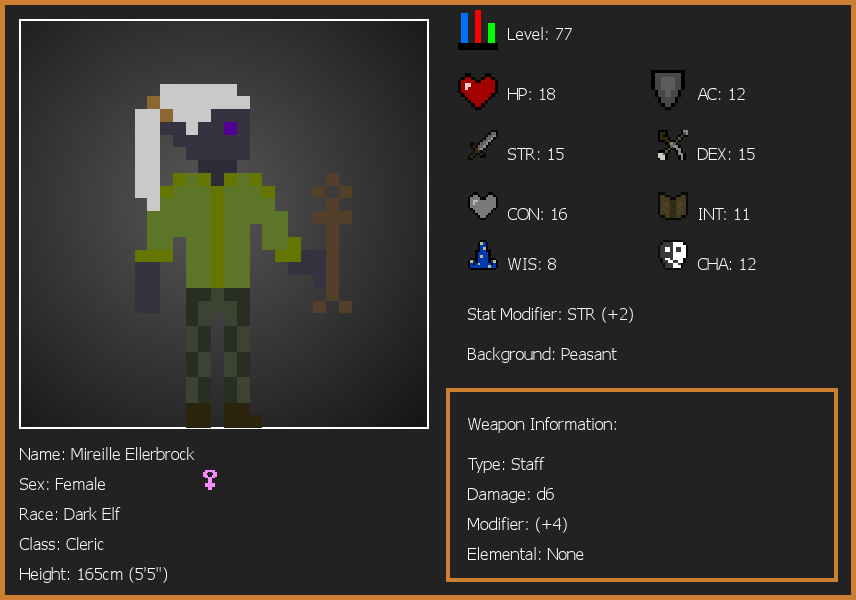 Level: 77
HP: 18
AC: 12
STR: 15
DEX: 15
CON: 16
INT: 11
WIS: 8
CHA: 12
Stat Modifier: STR (+2)
Background: Peasant
Weapon Information:
Type: Staff
Damage: d6
Modifier: (+4)
Elemental: None
Name: Mireille Ellerbrock
Sex: Female
Race: Dark Elf
Class: Cleric
Height: 165cm (5'5")